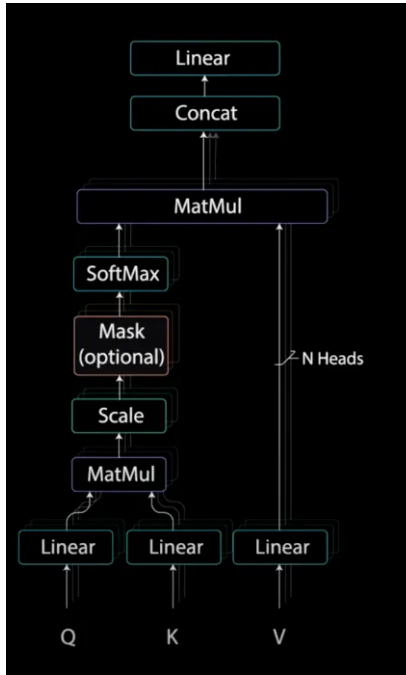 Linear
Concat
MatMul
SoftMax
Mask
(optional)
N Heads
Scale
MatMul
Linear
Linear
Linear
Q
K
V